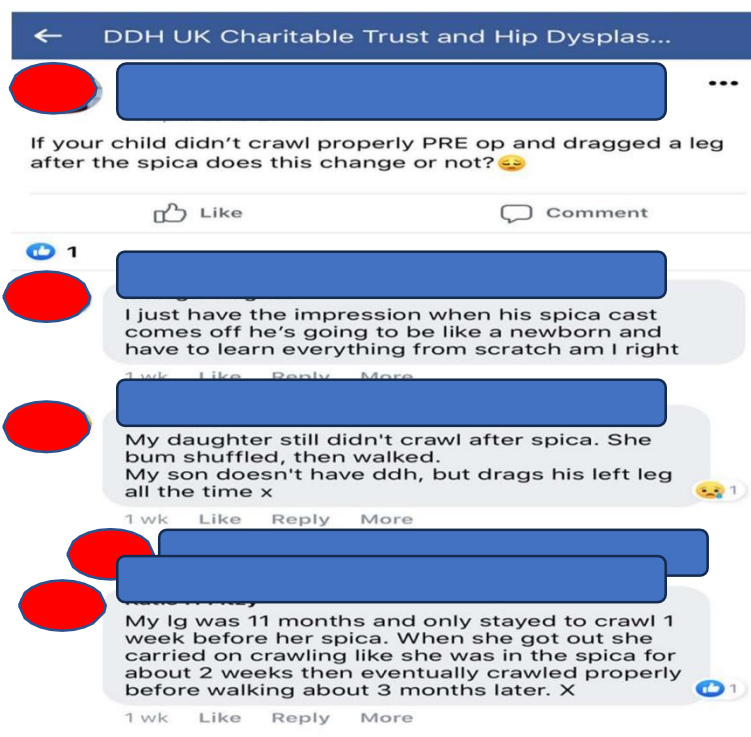 DDH UK Charitable Trust and Hip Dysplas...
If your child didn't crawl properly PRE op and dragged a leg
after the spica does this change or not?😔
Like Comment
1
I just have the impression when his spica cast
comes off he's going to be like a newborn and
have to learn everything from scratch am I right
1 wk Like Reply More
My daughter still didn't crawl after spica. She
bum shuffled, then walked.
My son doesn't have ddh, but drags his left leg
all the time x
1
1 wk Like Reply More
My lg was 11 months and only stayed to crawl 1
week before her spica. When she got out she
carried on crawling like she was in the spica for
about 2 weeks then eventually crawled properly
before walking about 3 months later. X
1
1 wk Like Reply More